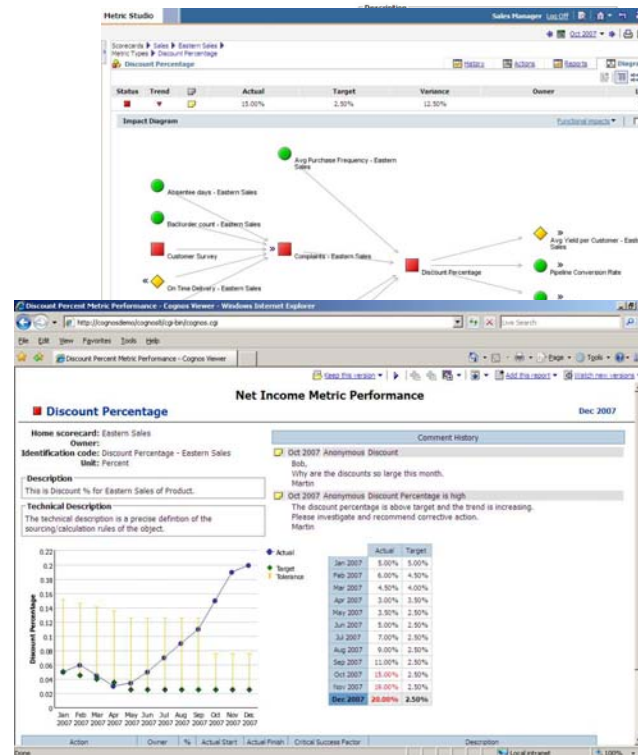 Metric Studio
Sales Manager Log Off
Oct 2007
Scorecards Sales Eastern Sales
Metric Types Discount Percentage
Discount Percentage
History Actions Reports Diagra
Status Trend Actual Target Variance Owner
15.00% 2.50% 12.50%
Impact Diagram
Functional impacts
Avg Purchase Frequency - Eastern
Sales
Absentee days - Eastern Sales
Backorder count - Eastern Sales
Customer Survey
Complaints - Eastern Sales
Discount Percentage
Avg Yield per Customer - East
Sales
Pipeline Conversion Rate
On Time Delivery - Eastern
Sales
Discount Percent Metric Performance - Cognos Viewer - Windows Internet Explorer
Live Search
File Edit View Favorites Tools Help
Discount Percent Metric Performance - Cognos Viewer
Page Tools
Keep this version Add this report Watch new versions
Net Income Metric Performance
Discount Percentage
Dec 2007
Home scorecard: Eastern Sales
Owner:
Identification code: Discount Percentage - Eastern Sales
Unit: Percent
Description
This is Discount % for Eastern Sales of Product.
Technical Description
The technical description is a precise defintion of the
sourcing/calculation rules of the object.
Comment History
Oct 2007 Anonymous Discount
Bob,
Why are the discounts so large this month.
Martin
Oct 2007 Anonymous Discount Percentage is high
The discount percentage is above target and the trend is increasing.
Please investigate and recommend corrective action.
Martin
Discount Percentage
0.22
0.2
0.18
0.16
0.14
0.12
0.1
0.08
0.06
0.04
0.02
0
Jan Feb Mar Apr May Jun Jul Aug Sep Oct Nov Dec
2007 2007 2007 2007 2007 2007 2007 2007 2007 2007 2007 2007
Actual
Target
Tolerance
Actual Target
Jan 2007 5.00% 5.00%
Feb 2007 6.00% 4.50%
Mar 2007 4.50% 4.00%
Apr 2007 3.00% 3.50%
May 2007 3.50% 2.50%
Jun 2007 5.00% 2.50%
Jul 2007 7.00% 2.50%
Aug 2007 9.00% 2.50%
Sep 2007 11.00% 2.50%
Oct 2007 15.00% 2.50%
Nov 2007 19.00% 2.50%
Dec 2007 20.00% 2.50%
Action Owner % Actual Start Actual Finish Critical Success Factor Description
Done
Local intranet
100%